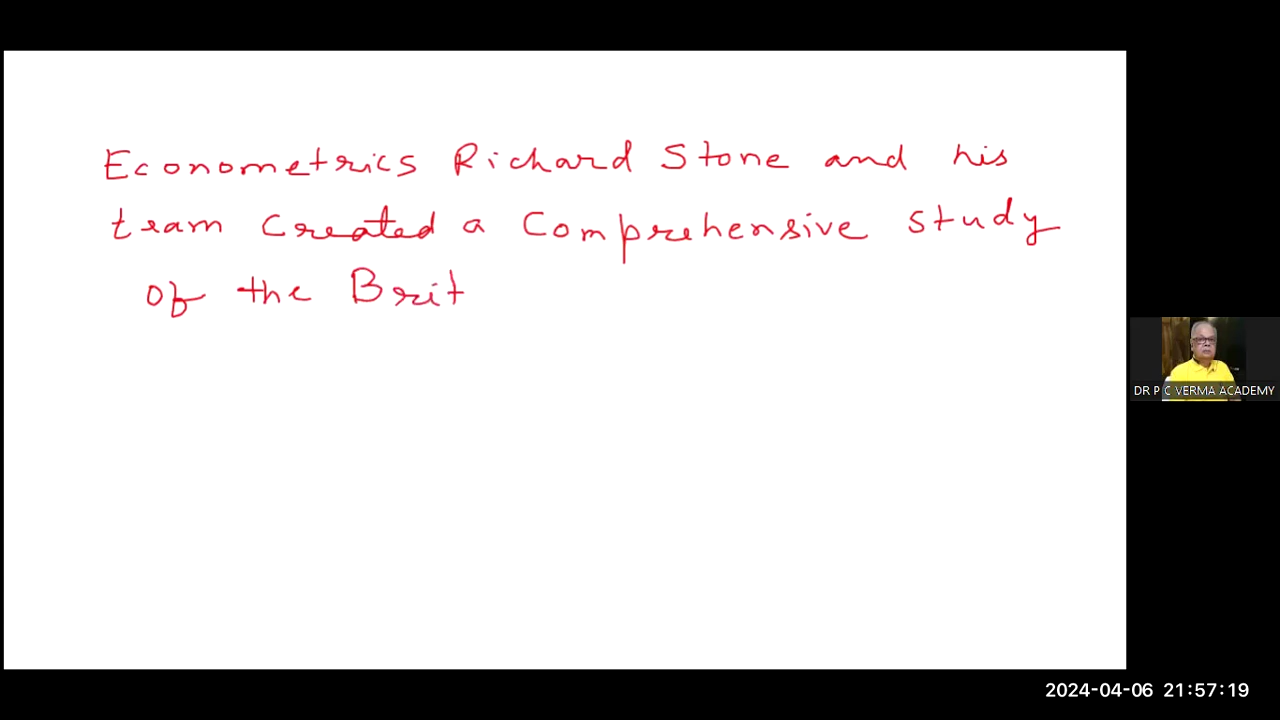 Econometrics Richard Stone and his
team created a Comprehensive study
of the Brit
DR P C VERMA ACADEMY
2024-04-06 21:57:19